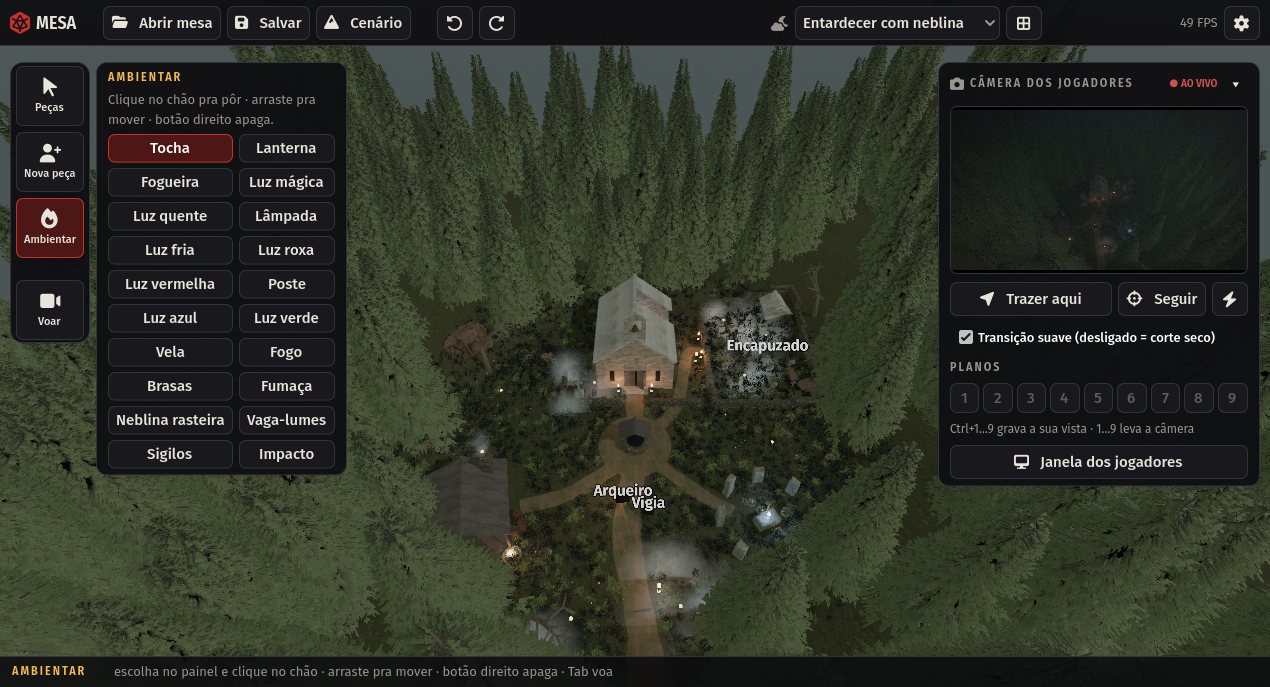 MESA
Abrir mesa
Salvar
Cenário
Entardecer com neblina
49 FPS
Peças
Nova peça
Ambientar
Voar
AMBIENTAR
Clique no chão pra pôr · arraste pra
mover · botão direito apaga.
Tocha Lanterna
Fogueira Luz mágica
Luz quente Lâmpada
Luz fria Luz roxa
Luz vermelha Poste
Luz azul Luz verde
Vela Fogo
Brasas Fumaça
Neblina rasteira Vaga-lumes
Sigilos Impacto
Encapuzado
Arqueiro
Vigia
CÂMERA DOS JOGADORES AO VIVO
Trazer aqui Seguir
Transição suave (desligado = corte seco)
PLANOS
1 2 3 4 5 6 7 8 9
Ctrl+1…9 grava a sua vista · 1…9 leva a câmera
Janela dos jogadores
AMBIENTAR escolha no painel e clique no chão · arraste pra mover · botão direito apaga · Tab voa